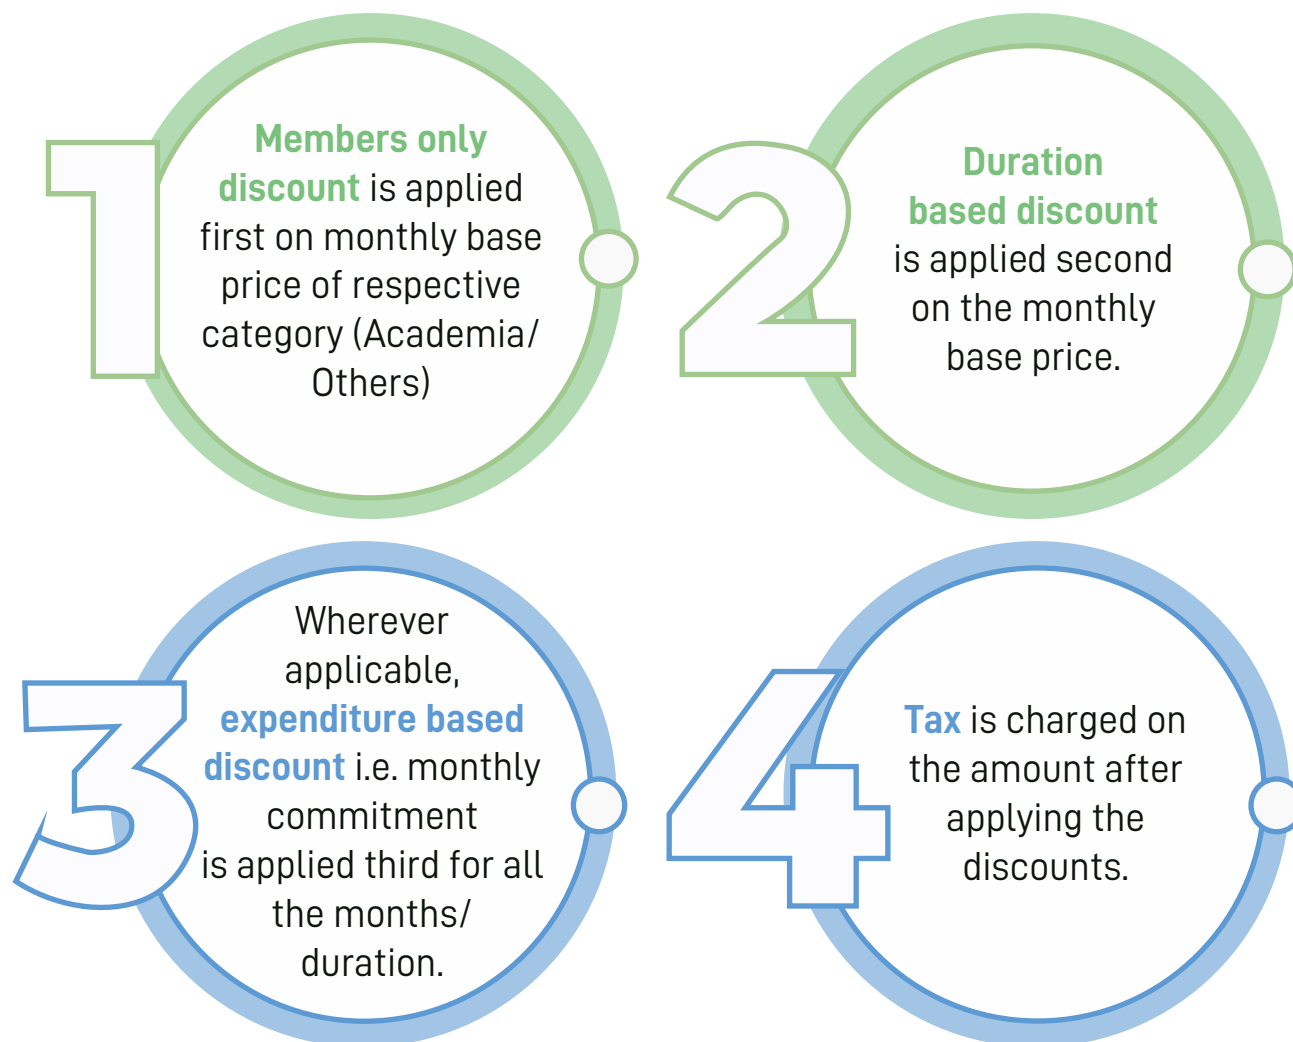 1
Members only
discount is applied
first on monthly base
price of respective
category (Academia/
Others)
2
Duration
based discount
is applied second
on the monthly
base price.
3
Wherever
applicable,
expenditure based
discount i.e. monthly
commitment
is applied third for all
the months/
duration.
4
Tax is charged on
the amount after
applying the
discounts.